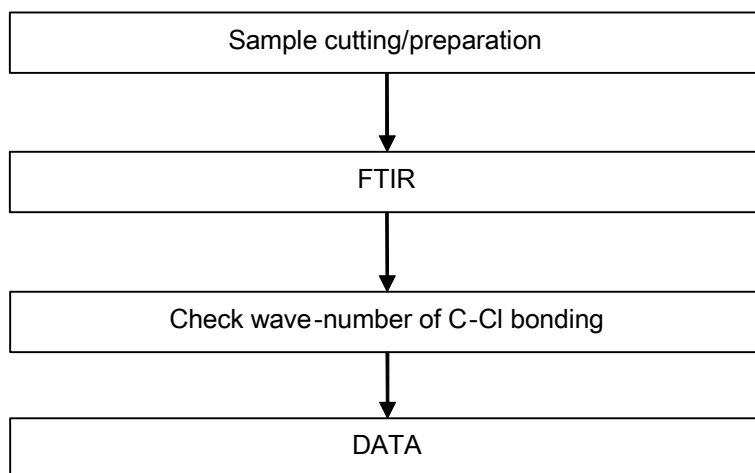 Sample cutting/preparation
FTIR
Check wave-number of C-Cl bonding
DATA